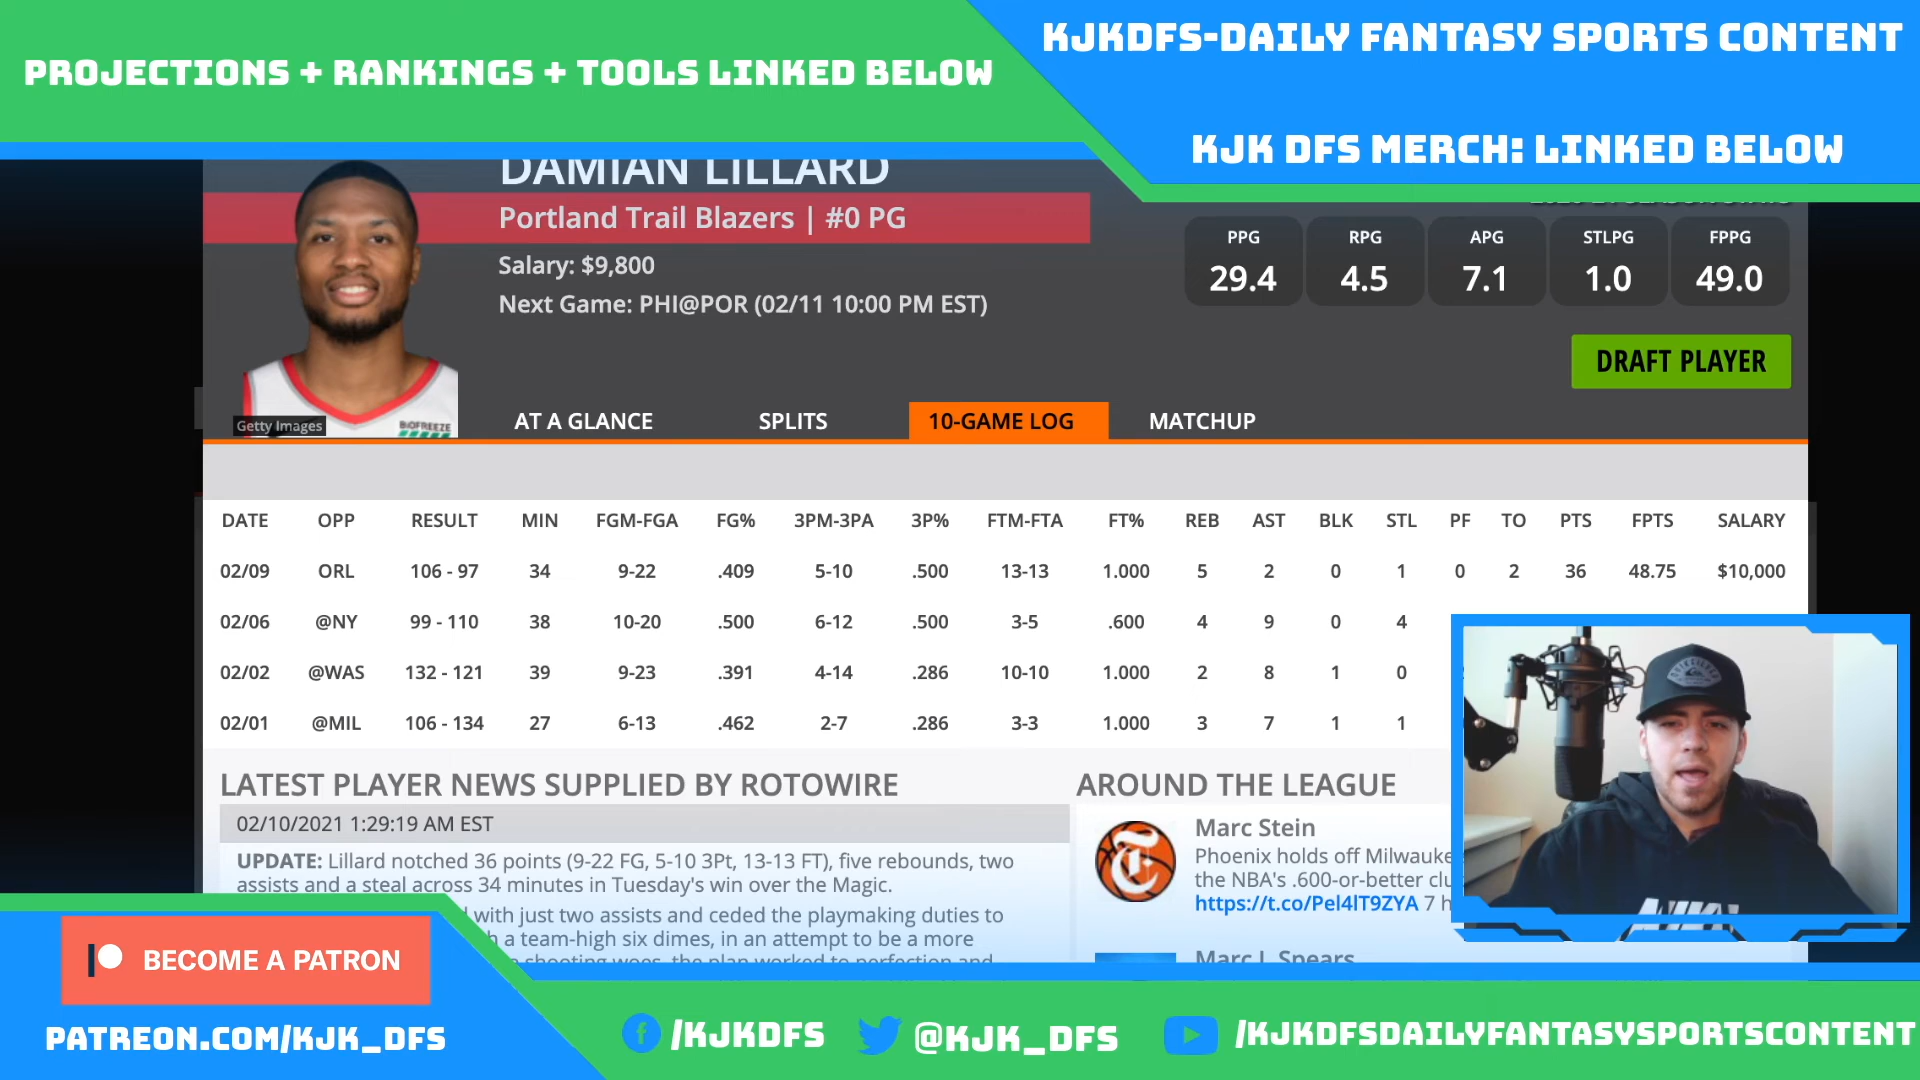 PROJECTIONS + RANKINGS + TOOLS LINKED BELOW
KJKDFS-DAILY FANTASY SPORTS CONTENT
KJK DFS MERCH: LINKED BELOW
DAMIAN LILLARD
Portland Trail Blazers | #0 PG
Salary: $9,800
Next Game: PHI@POR (02/11 10:00 PM EST)
PPG RPG APG STLPG FPPG
29.4 4.5 7.1 1.0 49.0
DRAFT PLAYER
Getty Images
BIOFREEZE
AT A GLANCE SPLITS 10-GAME LOG MATCHUP
DATE OPP RESULT MIN FGM-FGA FG% 3PM-3PA 3P% FTM-FTA FT% REB AST BLK STL PF TO PTS FPTS SALARY
02/09 ORL 106 - 97 34 9-22 .409 5-10 .500 13-13 1.000 5 2 0 1 0 2 36 48.75 $10,000
02/06 @NY 99 - 110 38 10-20 .500 6-12 .500 3-5 .600 4 9 0 4
02/02 @WAS 132 - 121 39 9-23 .391 4-14 .286 10-10 1.000 2 8 1 0
02/01 @MIL 106 - 134 27 6-13 .462 2-7 .286 3-3 1.000 3 7 1 1
LATEST PLAYER NEWS SUPPLIED BY ROTOWIRE
02/10/2021 1:29:19 AM EST
UPDATE: Lillard notched 36 points (9-22 FG, 5-10 3Pt, 13-13 FT), five rebounds, two
assists and a steal across 34 minutes in Tuesday's win over the Magic.
with just two assists and ceded the playmaking duties to
a team-high six dimes, in an attempt to be a more
shooting woes, the plan worked to perfection and
AROUND THE LEAGUE
Marc Stein
Phoenix holds off Milwauke
the NBA's .600-or-better clu
https://t.co/Pel4lT9ZYA 7 h
Marc J. Spears
BECOME A PATRON
PATREON.COM/KJK_DFS
/KJKDFS
@KJK_DFS
/KJKDFSDAILYFANTASYSPORTSCONTENT